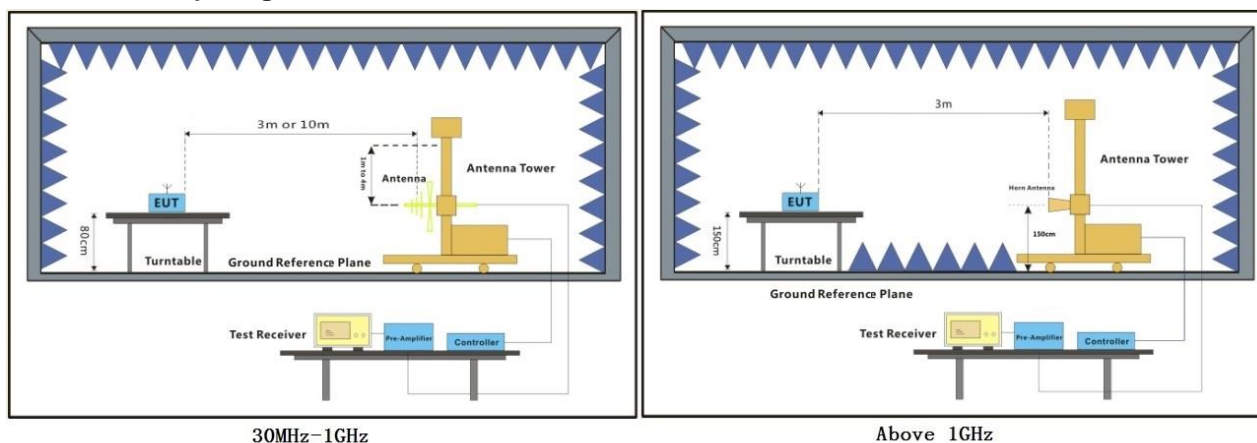 3m or 10m
1m to 4m
Antenna
Antenna Tower
EUT
80cm
Turntable
Ground Reference Plane
Test Receiver
Pre-Amplifier
Controller
30MHz-1GHz
3m
Antenna Tower
Horn Antenna
EUT
150cm
150cm
Turntable
Ground Reference Plane
Test Receiver
Pre-Amplifier
Controller
Above 1GHz